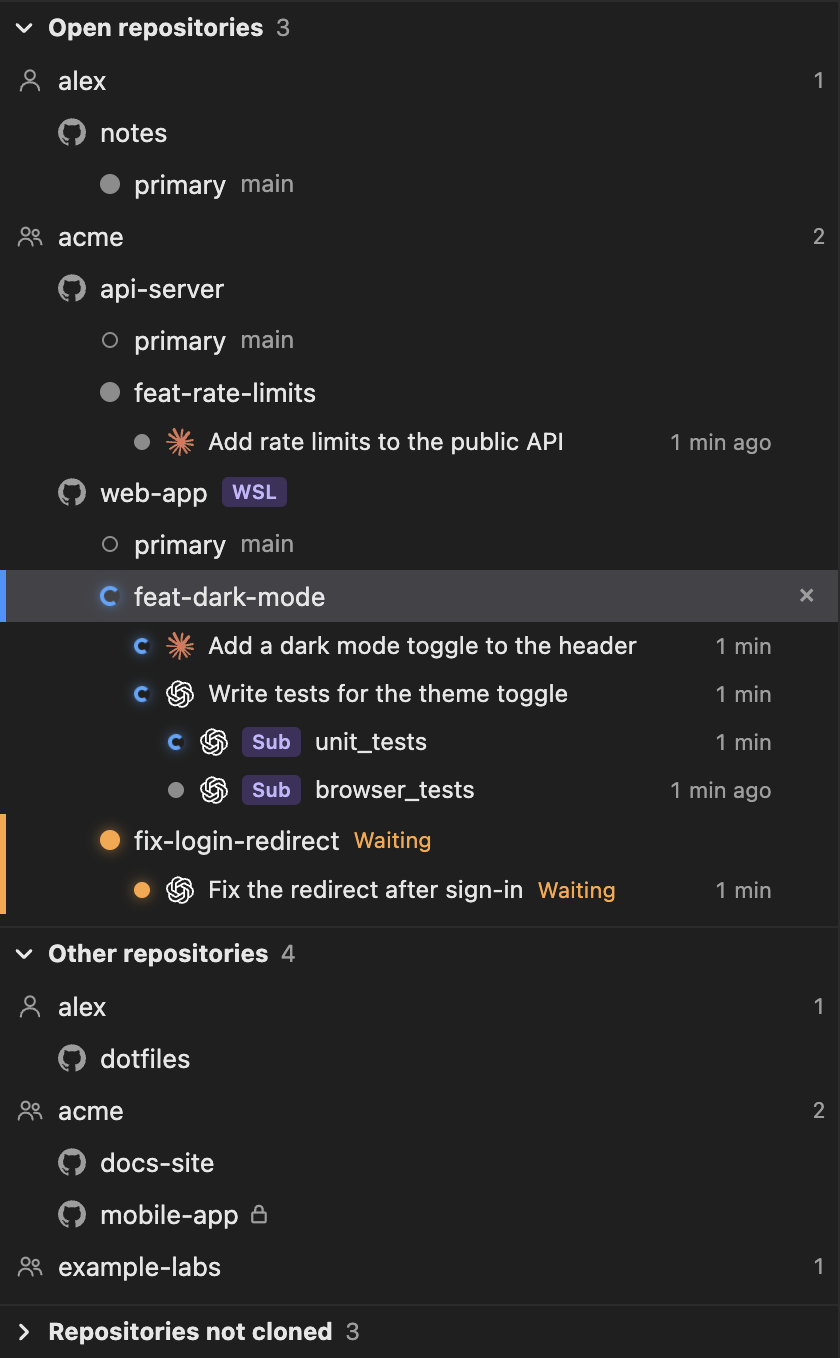 Open repositories 3
alex 1
notes
primary main
acme 2
api-server
primary main
feat-rate-limits
Add rate limits to the public API 1 min ago
web-app WSL
primary main
feat-dark-mode ×
Add a dark mode toggle to the header 1 min
Write tests for the theme toggle 1 min
Sub unit_tests 1 min
Sub browser_tests 1 min ago
fix-login-redirect Waiting
Fix the redirect after sign-in Waiting 1 min
Other repositories 4
alex 1
dotfiles
acme 2
docs-site
mobile-app
example-labs 1
Repositories not cloned 3